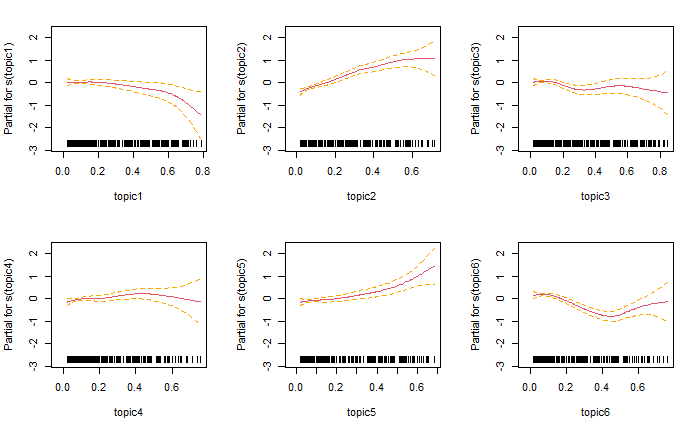 Partial for s(topic1)
2
1
0
-1
-2
-3
0.0 0.2 0.4 0.6 0.8
topic1
Partial for s(topic2)
2
1
0
-1
-2
-3
0.0 0.2 0.4 0.6
topic2
Partial for s(topic3)
2
1
0
-1
-2
-3
0.0 0.2 0.4 0.6 0.8
topic3
Partial for s(topic4)
2
1
0
-1
-2
-3
0.0 0.2 0.4 0.6
topic4
Partial for s(topic5)
2
1
0
-1
-2
-3
0.0 0.2 0.4 0.6
topic5
Partial for s(topic6)
2
1
0
-1
-2
-3
0.0 0.2 0.4 0.6
topic6